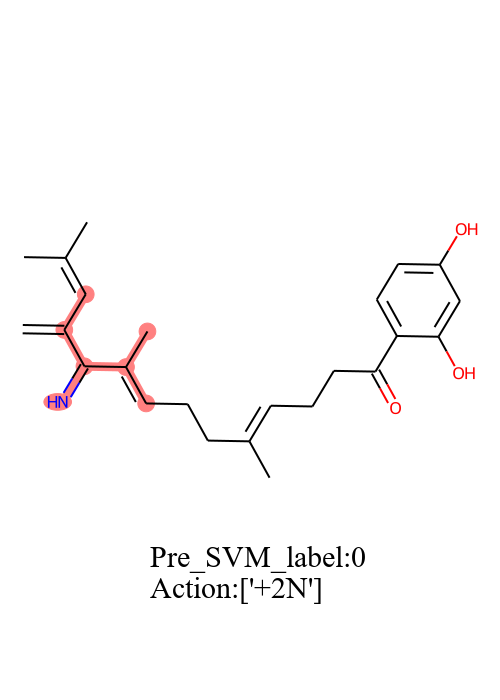 OH
HN
OH
O
Pre_SVM_label:0
Action:['+2N']